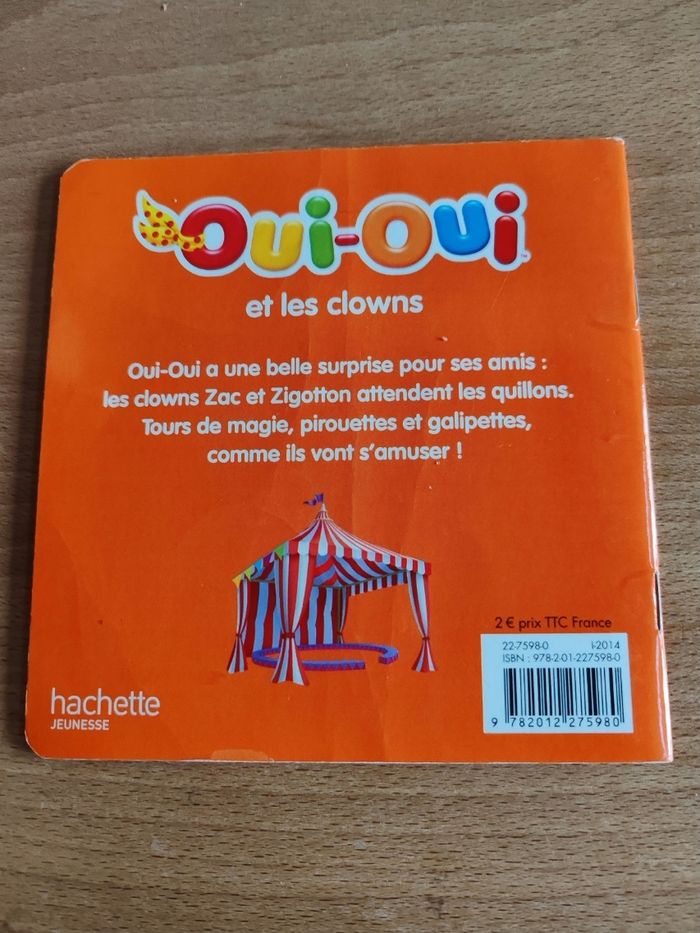 Oui-Oui™
et les clowns
Oui-Oui a une belle surprise pour ses amis :
les clowns Zac et Zigotton attendent les quillons.
Tours de magie, pirouettes et galipettes,
comme ils vont s'amuser !
2 € prix TTC France
22-7598-0 I-2014
ISBN : 978-2-01-227598-0
9 782012 275980
hachette
JEUNESSE